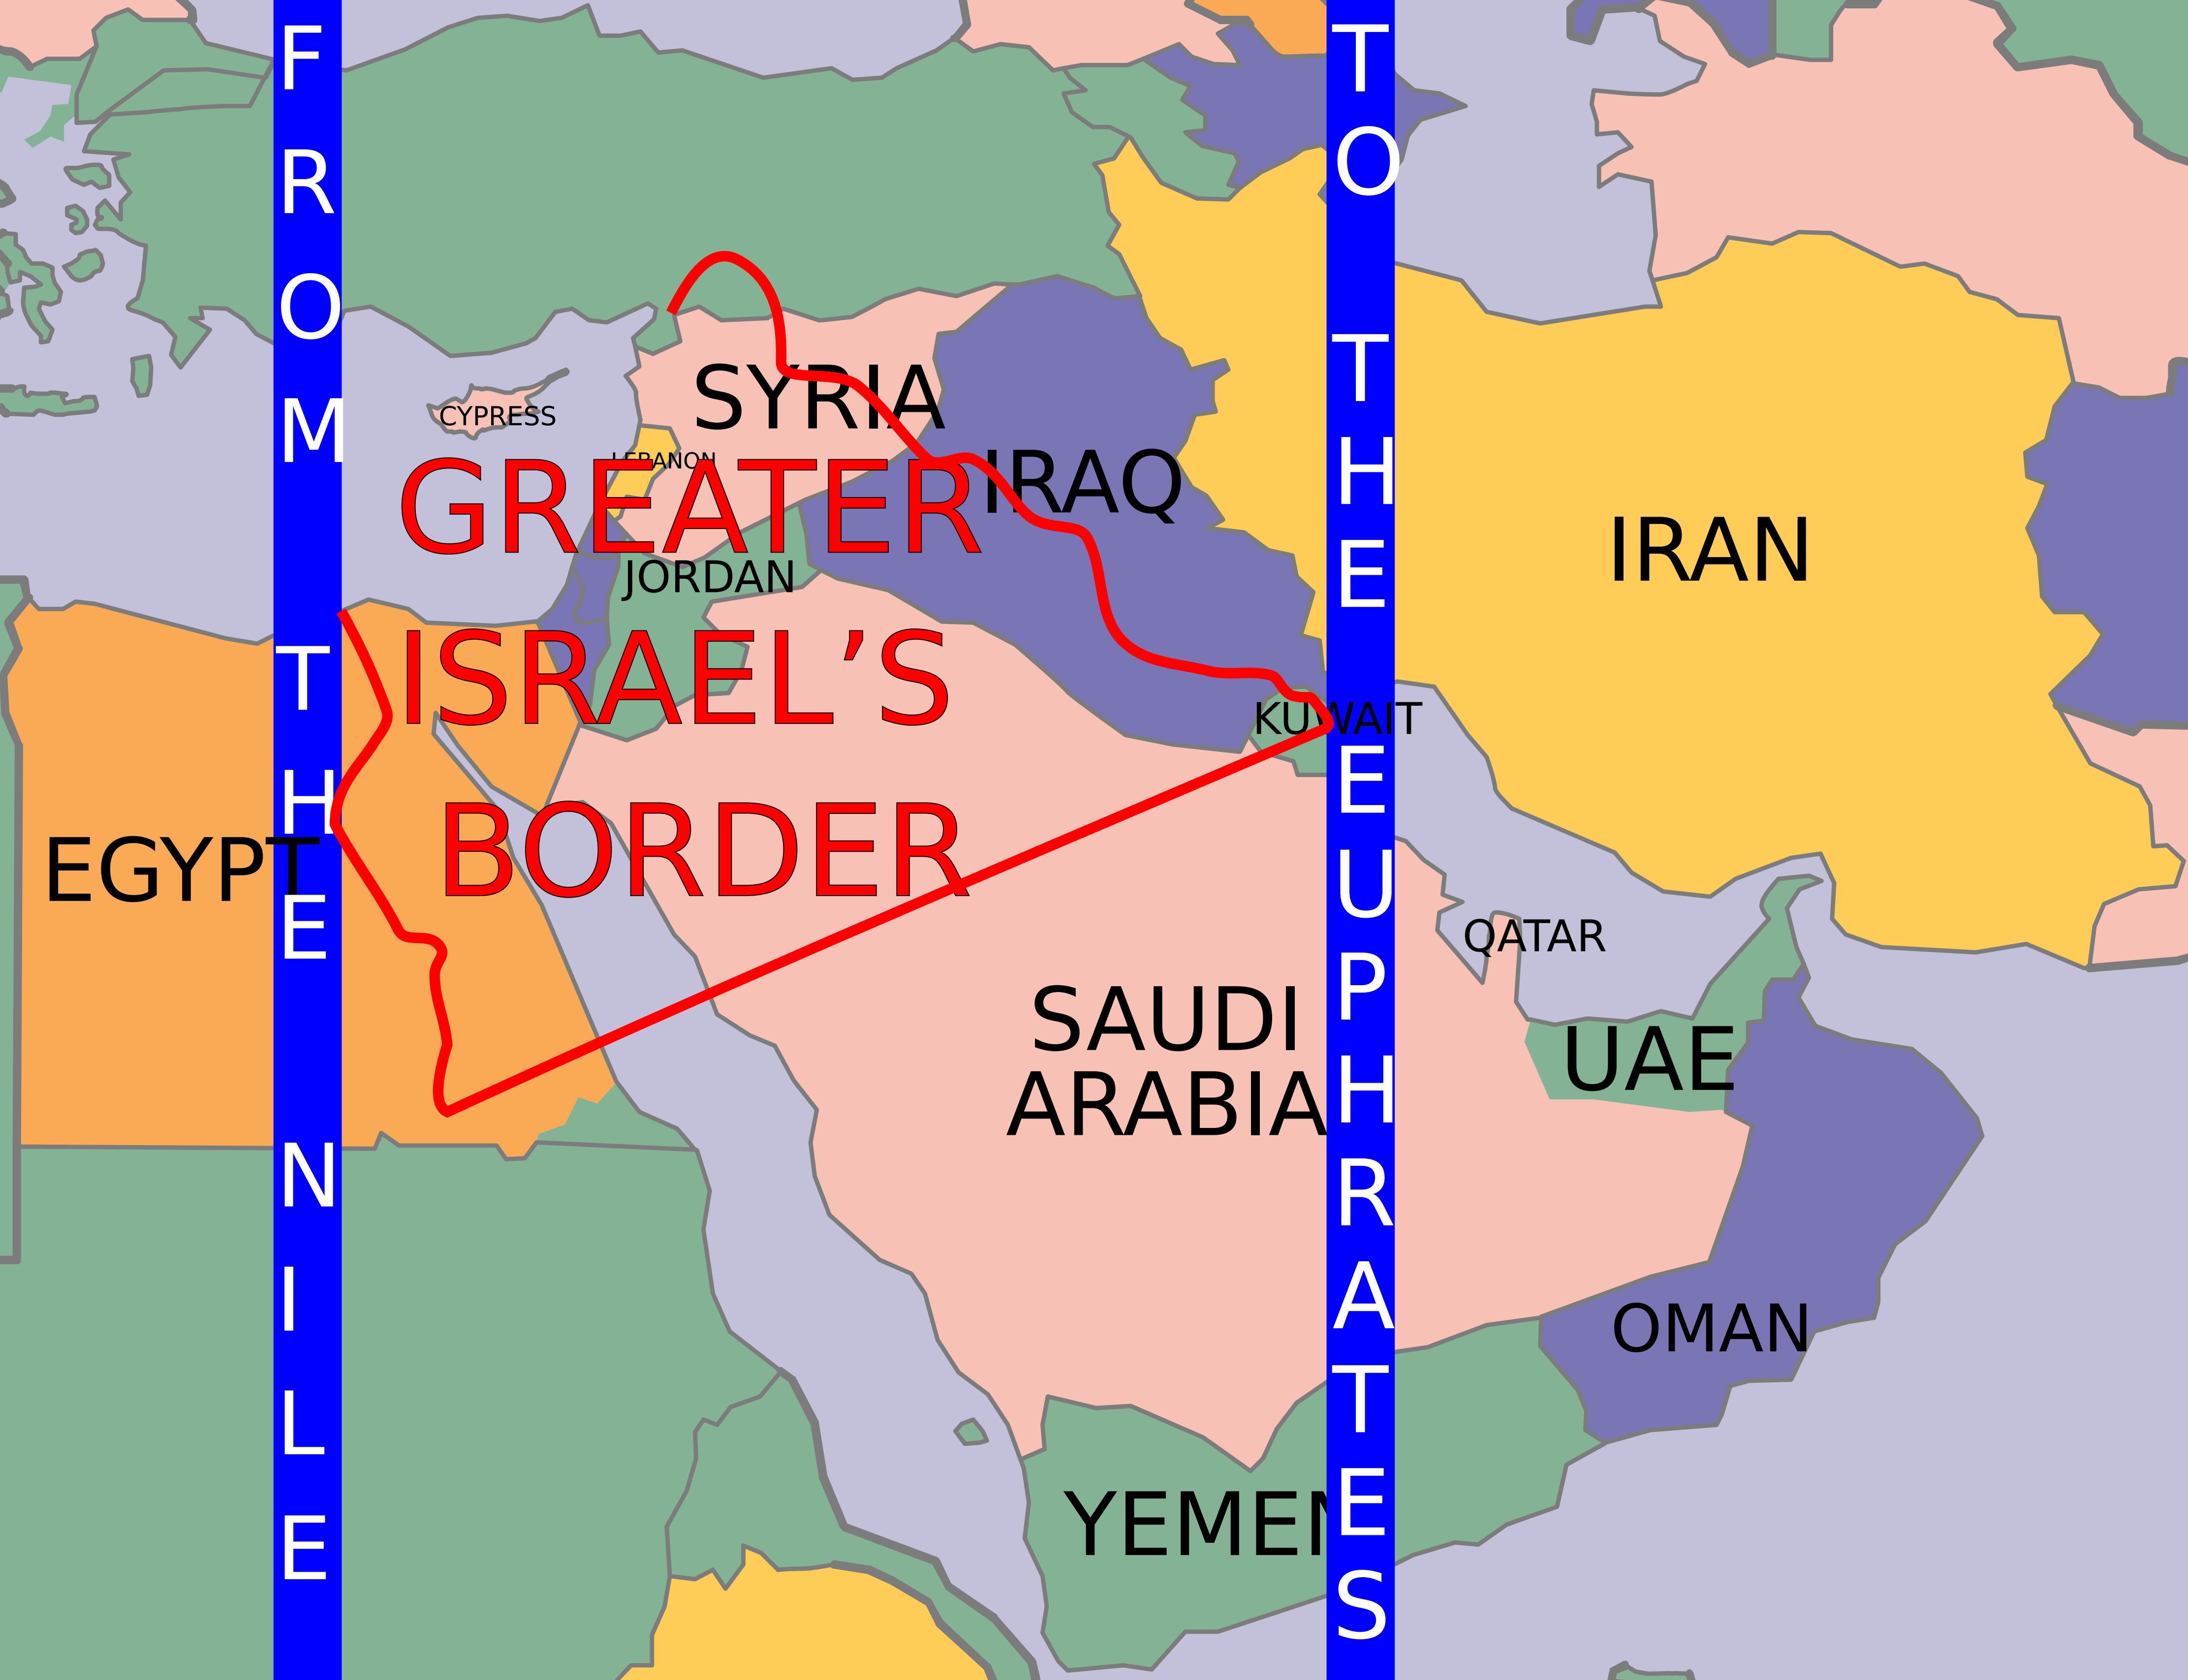 FROM THE NILE
TO THE EUPHRATES
SYRIA
CYPRESS
LEBANON
GREATER
IRAQ
IRAN
JORDAN
ISRAEL’S
KUWAIT
BORDER
EGYPT
QATAR
SAUDI
ARABIA
UAE
OMAN
YEMEN